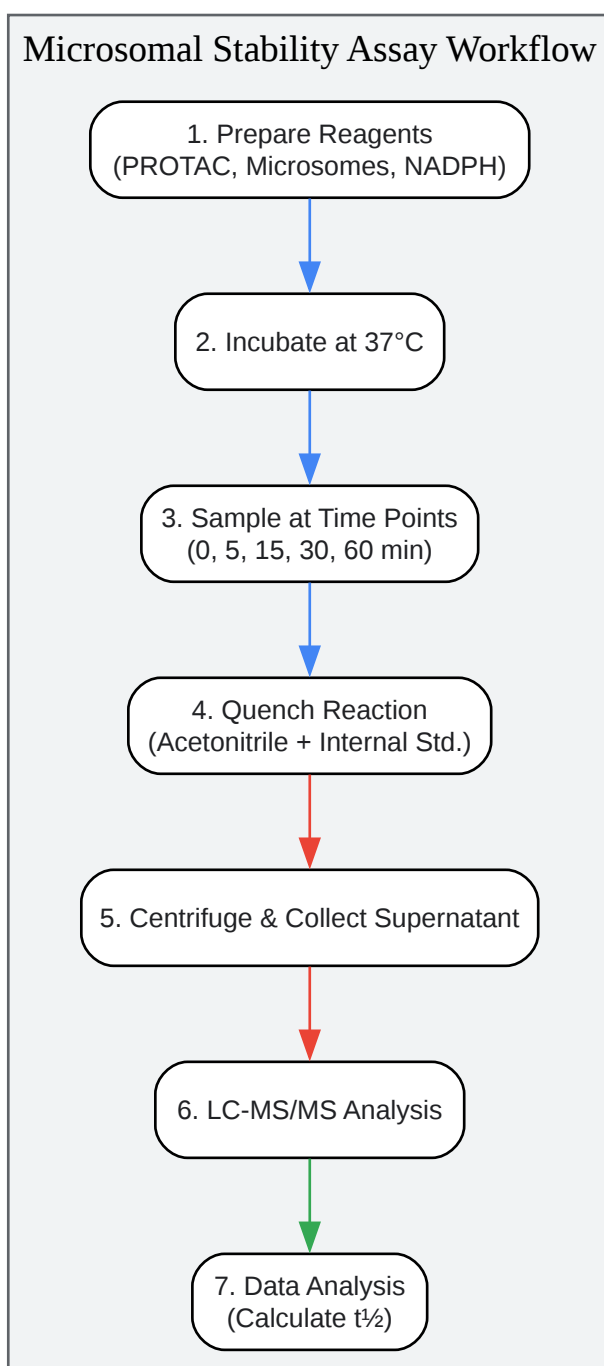 Microsomal Stability Assay Workflow
1. Prepare Reagents
(PROTAC, Microsomes, NADPH)
2. Incubate at 37°C
3. Sample at Time Points
(0, 5, 15, 30, 60 min)
4. Quench Reaction
(Acetonitrile + Internal Std.)
5. Centrifuge & Collect Supernatant
6. LC-MS/MS Analysis
7. Data Analysis
(Calculate t½)